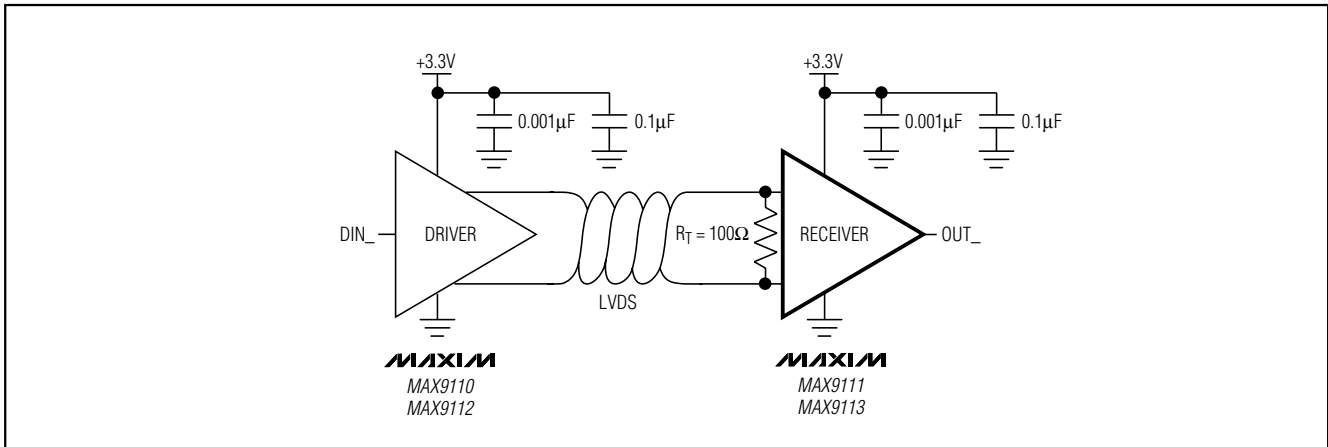 +3.3V
0.001µF
0.1µF
DIN_
DRIVER
LVDS
MAXIM
MAX9110
MAX9112
+3.3V
0.001µF
0.1µF
RT = 100Ω
RECEIVER
OUT_
MAXIM
MAX9111
MAX9113